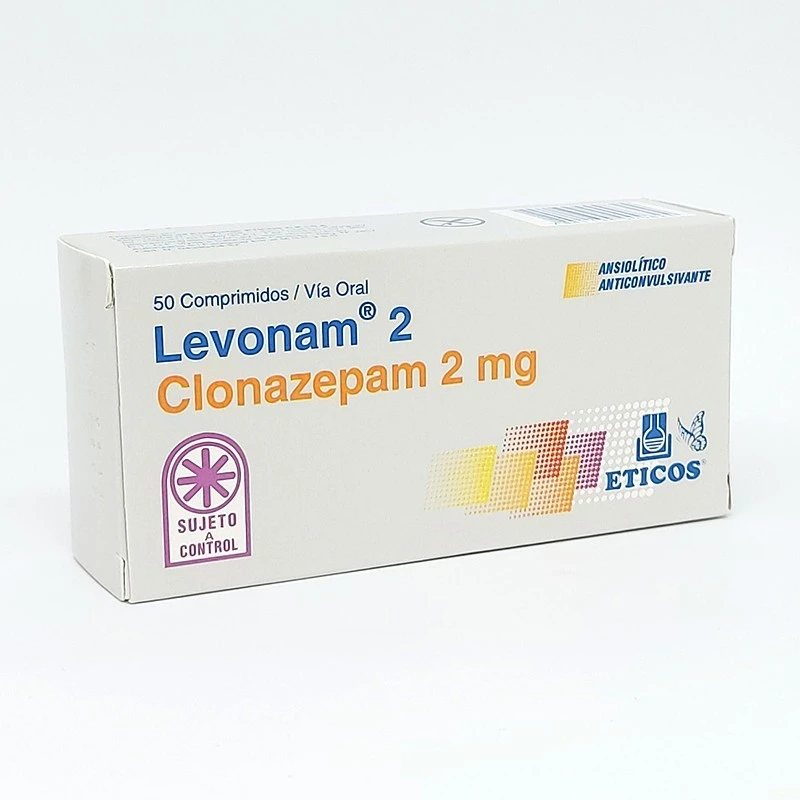 50 Comprimidos / Vía Oral
Levonam® 2
Clonazepam 2 mg
ANSIOLÍTICO
ANTICONVULSIVANTE
SUJETO
A
CONTROL
ETICOS®